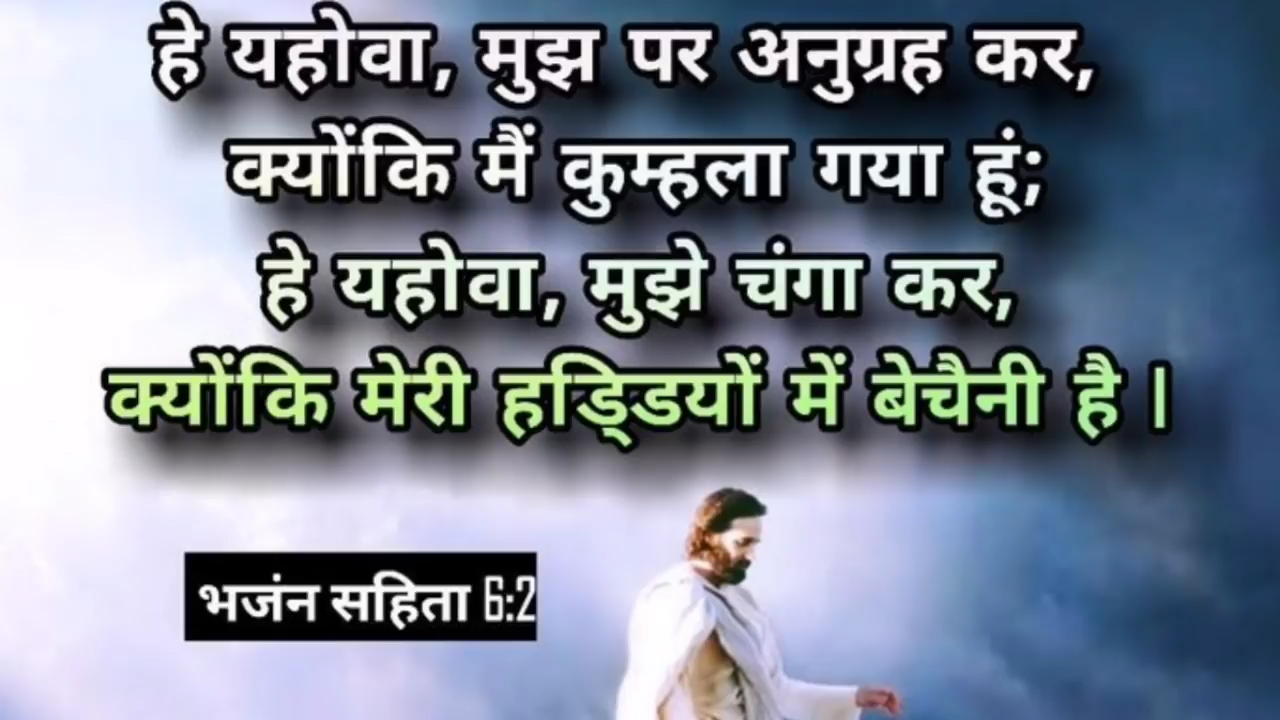 हे यहोवा, मुझ पर अनुग्रह कर,
क्योंकि मैं कुम्हला गया हूं;
हे यहोवा, मुझे चंगा कर,
क्योंकि मेरी हड्डियों में बेचैनी है |
भजंन सहिता 6:2